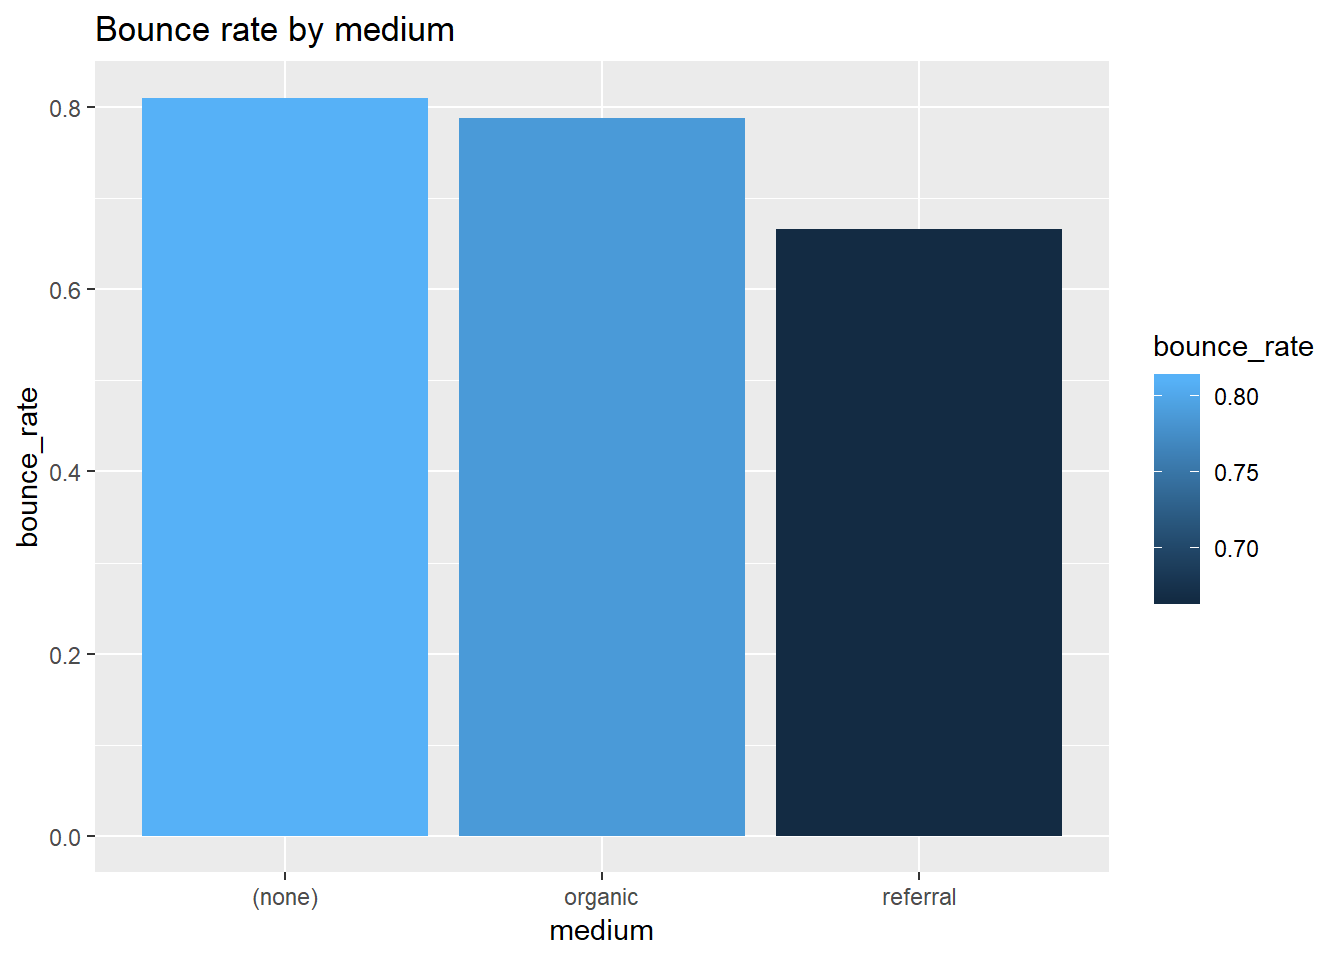 Bounce rate by medium
0.8
0.6
0.4
0.2
0.0
bounce_rate
(none)
organic
referral
medium
bounce_rate
0.80
0.75
0.70